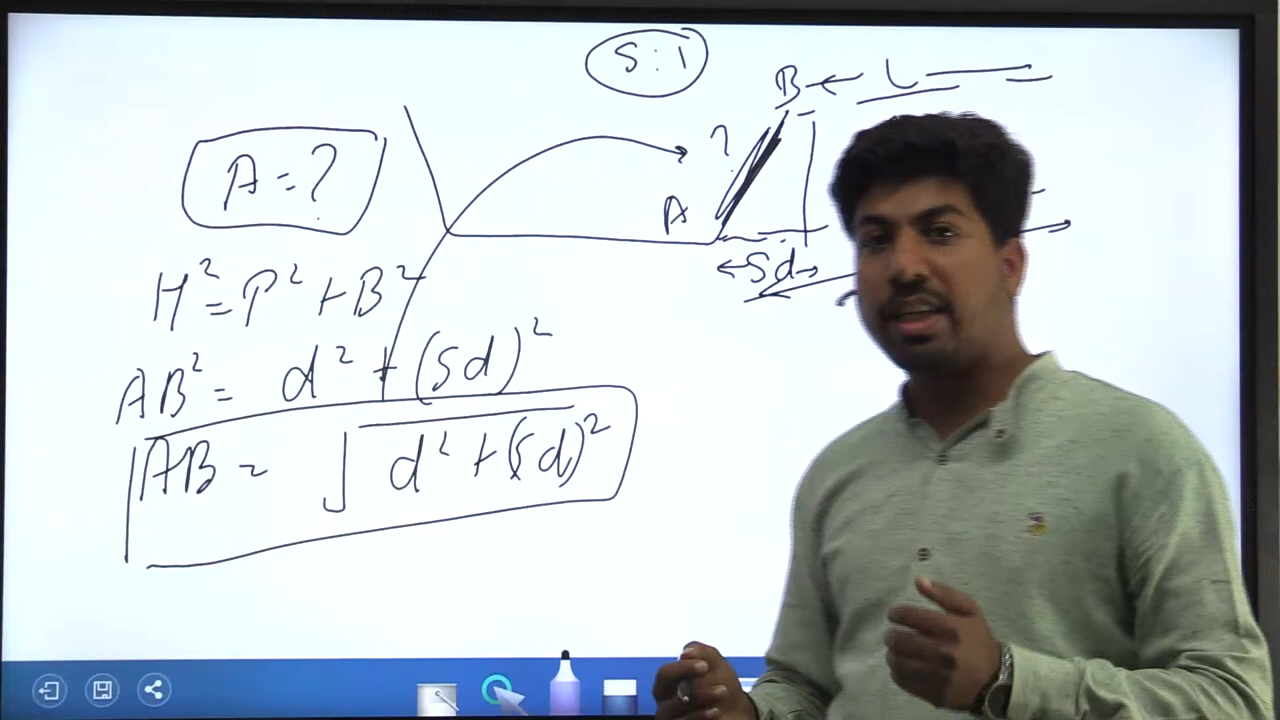 S : 1
B ← L
A = ?
?
A
Sd
H² = P² + B²
AB² = d² + (Sd)²
AB = √d² + (Sd)²